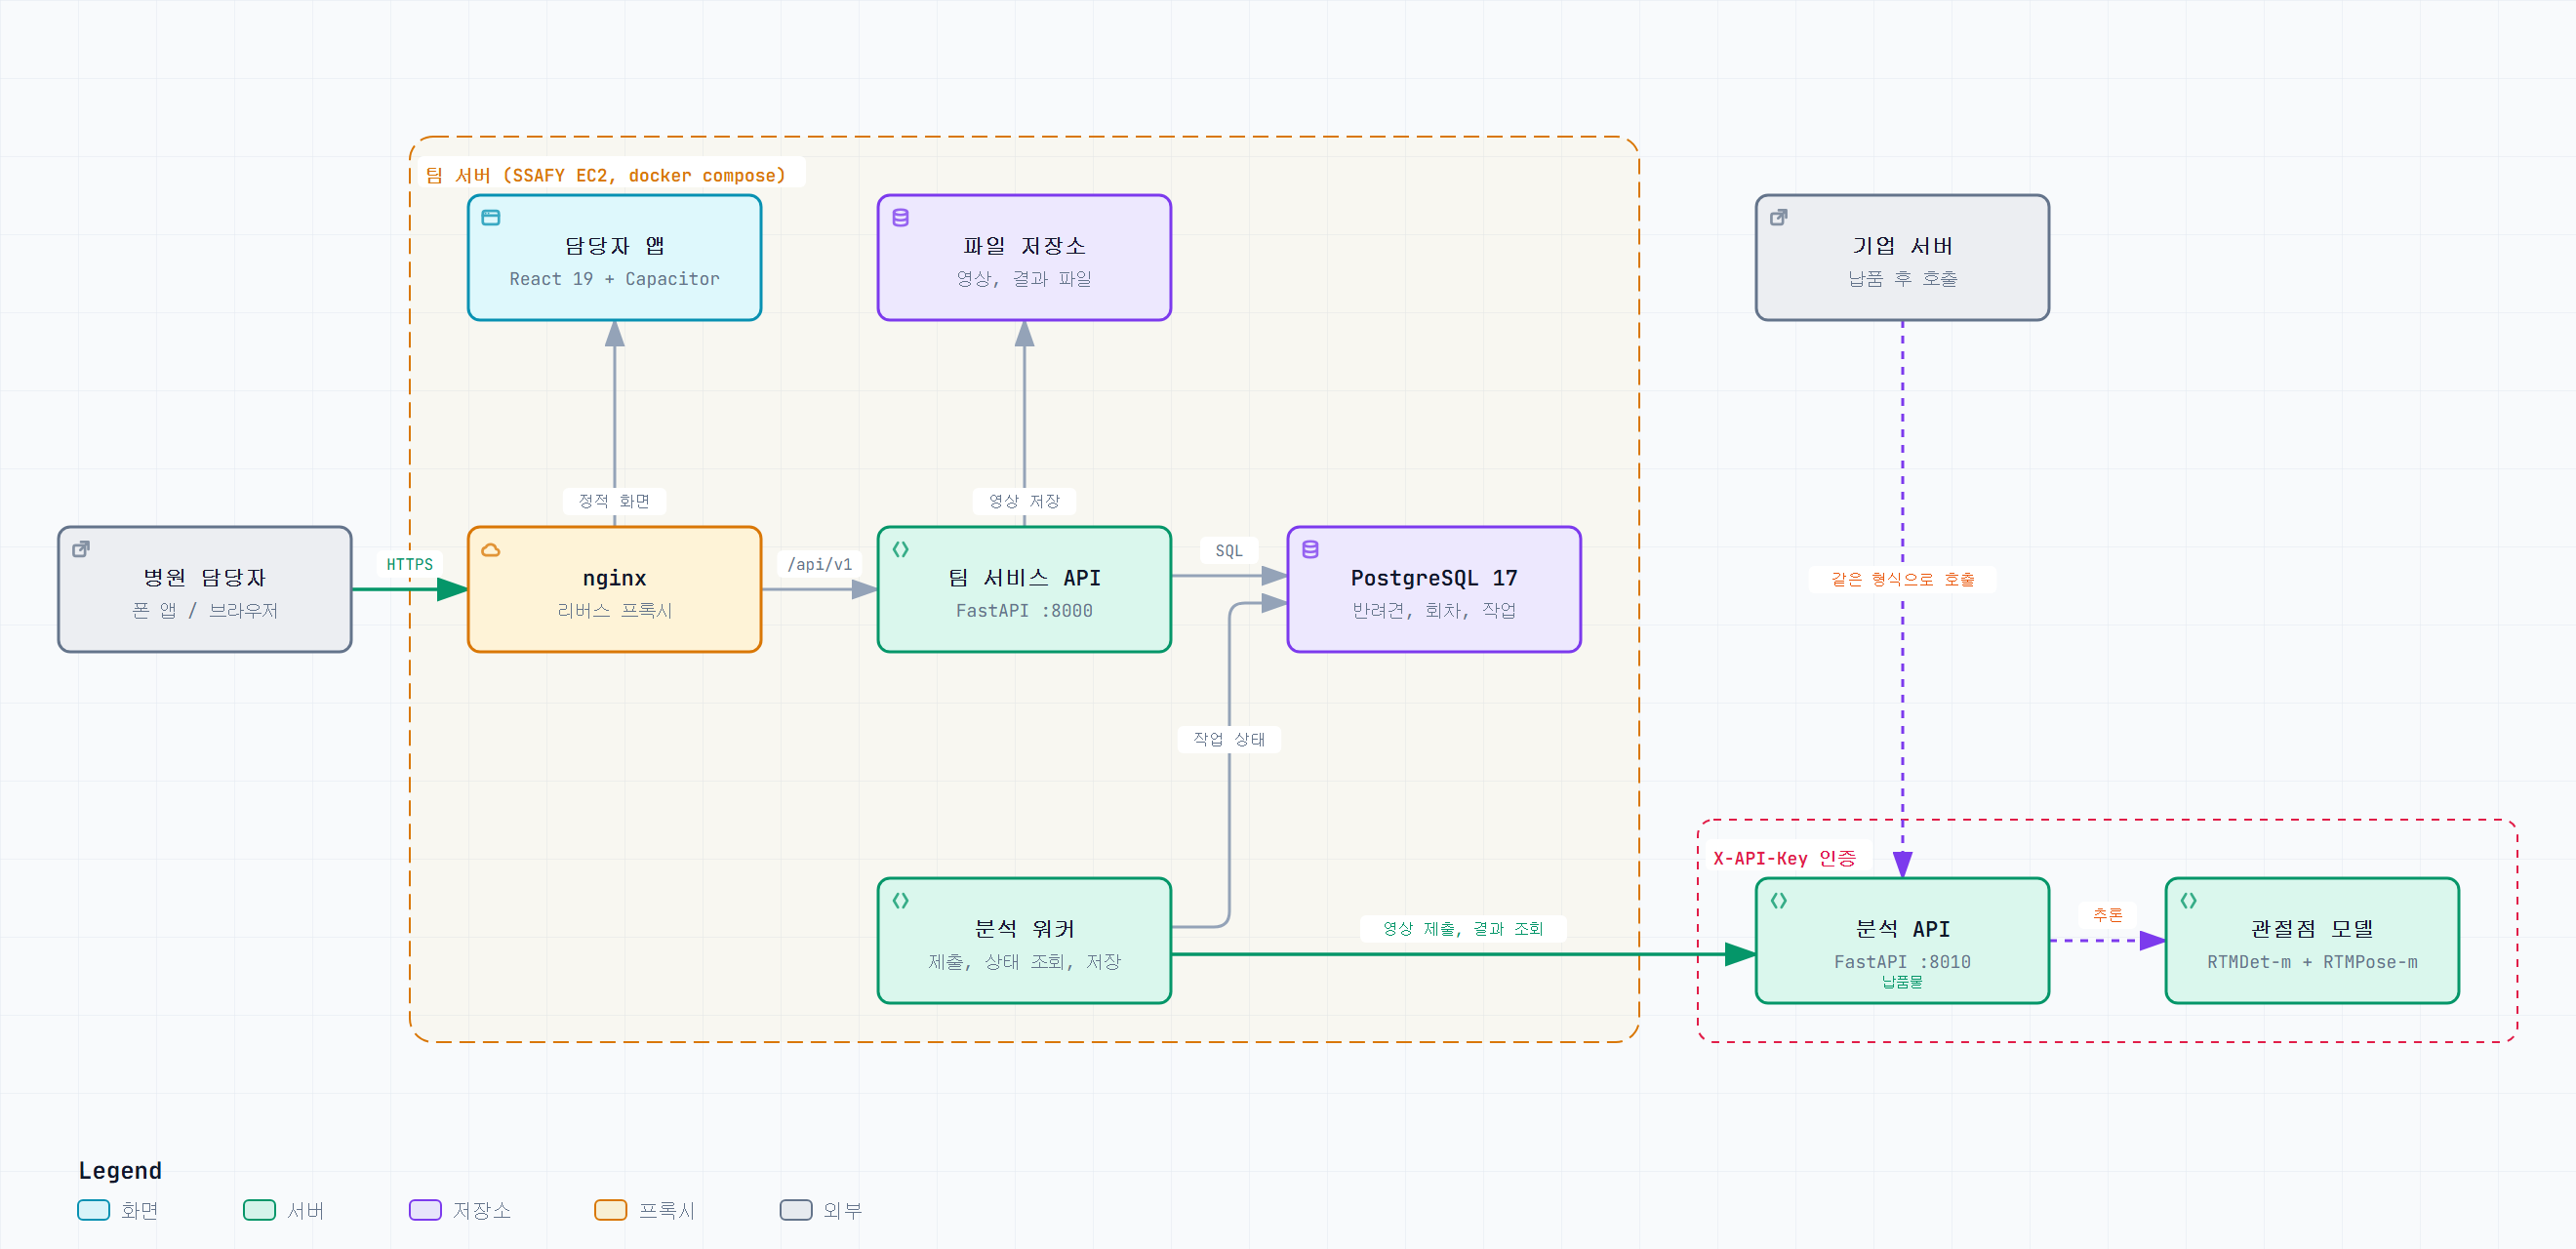 팀 서버 (SSAFY EC2, docker compose)
담당자 앱
React 19 + Capacitor
파일 저장소
영상, 결과 파일
기업 서버
납품 후 호출
정적 화면
영상 저장
병원 담당자
폰 앱 / 브라우저
HTTPS
nginx
리버스 프록시
/api/v1
팀 서비스 API
FastAPI :8000
SQL
PostgreSQL 17
반려견, 회차, 작업
같은 형식으로 호출
작업 상태
X-API-Key 인증
분석 워커
제출, 상태 조회, 저장
영상 제출, 결과 조회
분석 API
FastAPI :8010
납품물
추론
관절점 모델
RTMDet-m + RTMPose-m
Legend
화면
서버
저장소
프록시
외부